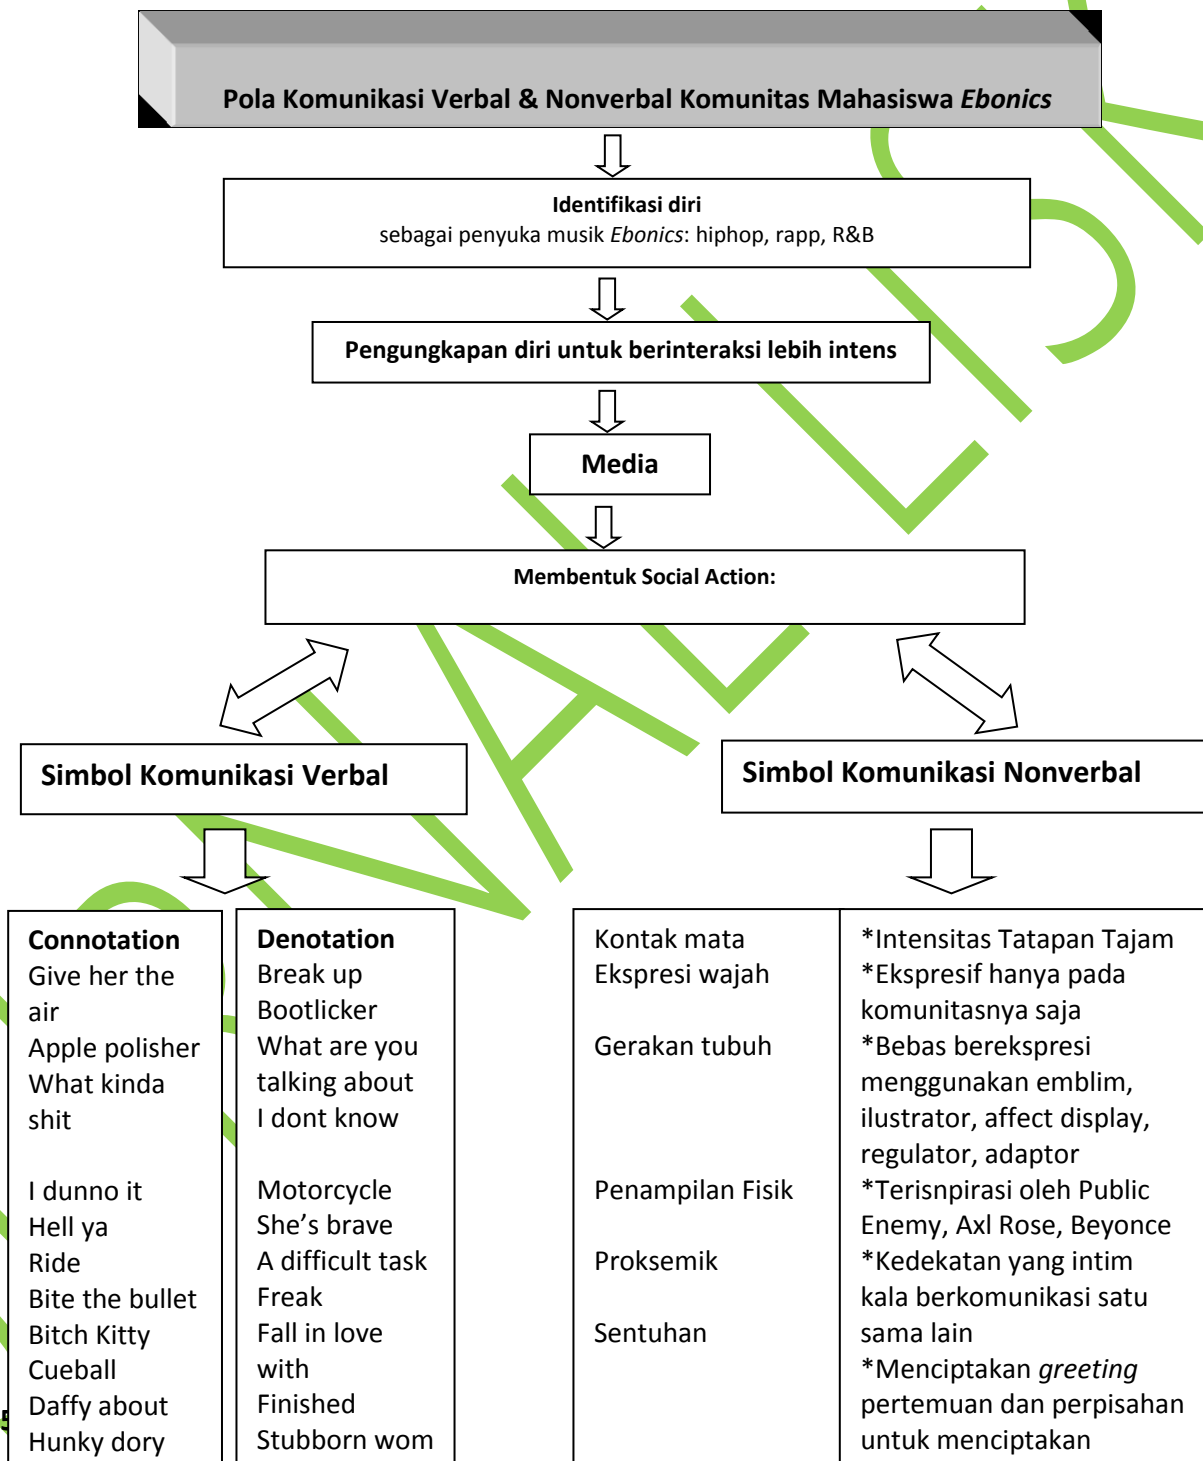 Pola Komunikasi Verbal & Nonverbal Komunitas Mahasiswa Ebonics
Identifikasi diri
sebagai penyuka musik Ebonics: hiphop, rapp, R&B
Pengungkapan diri untuk berinteraksi lebih intens
Media
Membentuk Social Action:
Simbol Komunikasi Verbal
Simbol Komunikasi Nonverbal
Connotation
Give her the
air
Apple polisher
What kinda
shit
I dunno it
Hell ya
Ride
Bite the bullet
Bitch Kitty
Cueball
Daffy about
Hunky dory
Denotation
Break up
Bootlicker
What are you
talking about
I dont know
Motorcycle
She's brave
A difficult task
Freak
Fall in love
with
Finished
Stubborn wom
Kontak mata
Ekspresi wajah
Gerakan tubuh
Penampilan Fisik
Proksemik
Sentuhan
*Intensitas Tatapan Tajam
*Ekspresif hanya pada
komunitasnya saja
*Bebas berekspresi
menggunakan emblim,
ilustrator, affect display,
regulator, adaptor
*Terisnpirasi oleh Public
Enemy, Axl Rose, Beyonce
*Kedekatan yang intim
kala berkomunikasi satu
sama lain
*Menciptakan greeting
pertemuan dan perpisahan
untuk menciptakan